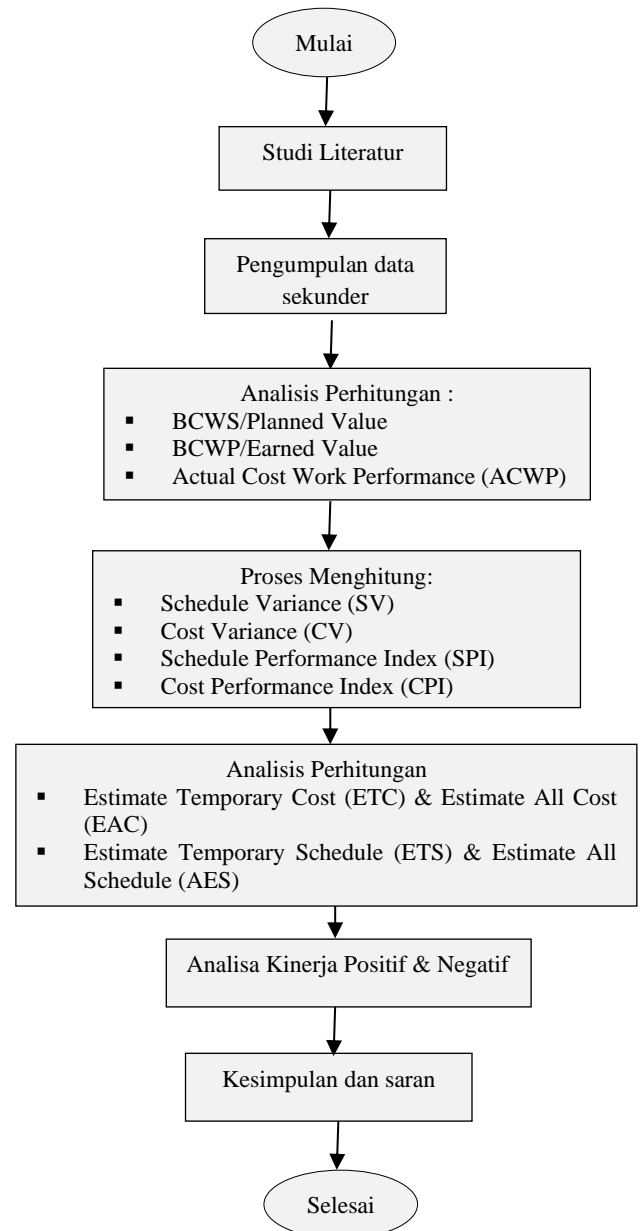 Mulai
Studi Literatur
Pengumpulan data
sekunder
Analisis Perhitungan :
▪ BCWS/Planned Value
▪ BCWP/Earned Value
▪ Actual Cost Work Performance (ACWP)
Proses Menghitung:
▪ Schedule Variance (SV)
▪ Cost Variance (CV)
▪ Schedule Performance Index (SPI)
▪ Cost Performance Index (CPI)
Analisis Perhitungan
▪ Estimate Temporary Cost (ETC) & Estimate All Cost
(EAC)
▪ Estimate Temporary Schedule (ETS) & Estimate All
Schedule (AES)
Analisa Kinerja Positif & Negatif
Kesimpulan dan saran
Selesai